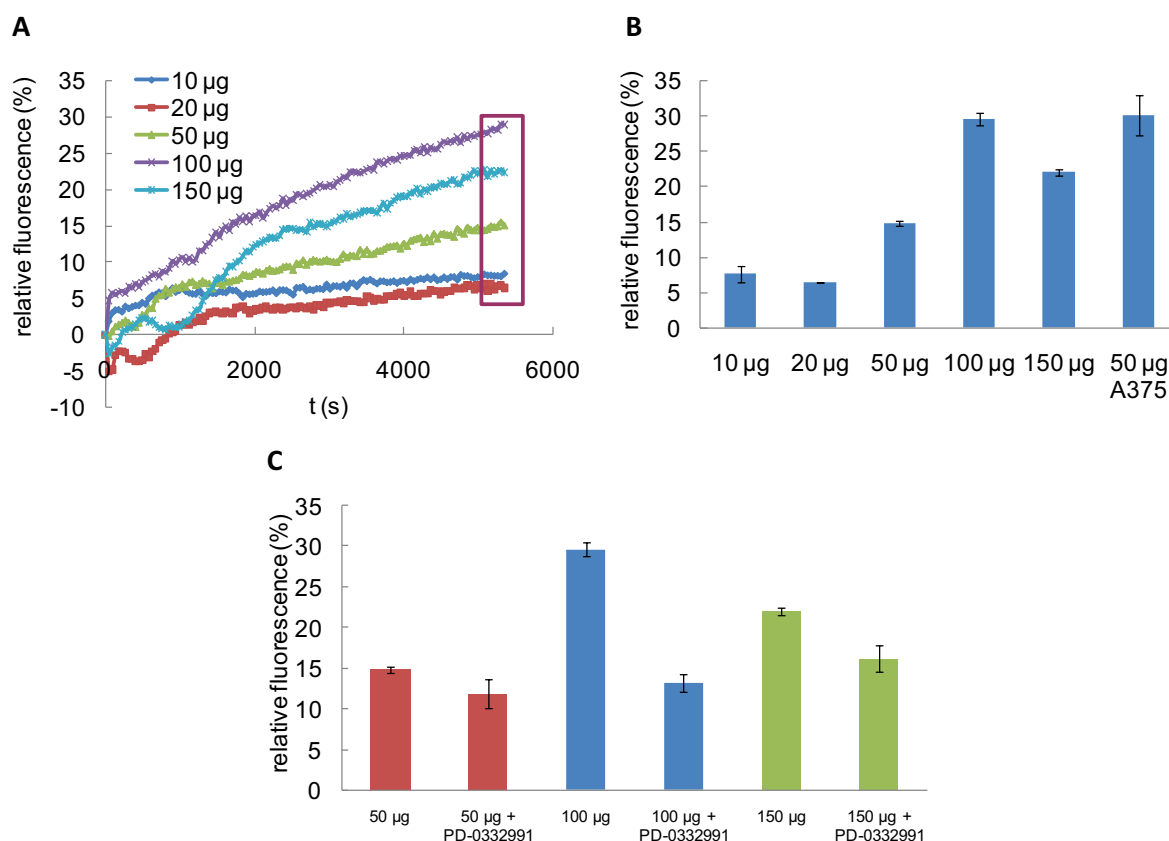 A
relative fluorescence (%)
35
30
25
20
15
10
5
0
-5
-10
10 µg
20 µg
50 µg
100 µg
150 µg
0
2000
4000
6000
t (s)
B
relative fluorescence (%)
35
30
25
20
15
10
5
0
10 µg
20 µg
50 µg
100 µg
150 µg
50 µg
A375
C
relative fluorescence (%)
35
30
25
20
15
10
5
0
50 µg
50 µg +
PD-0332991
100 µg
100 µg +
PD-0332991
150 µg
150 µg +
PD-0332991